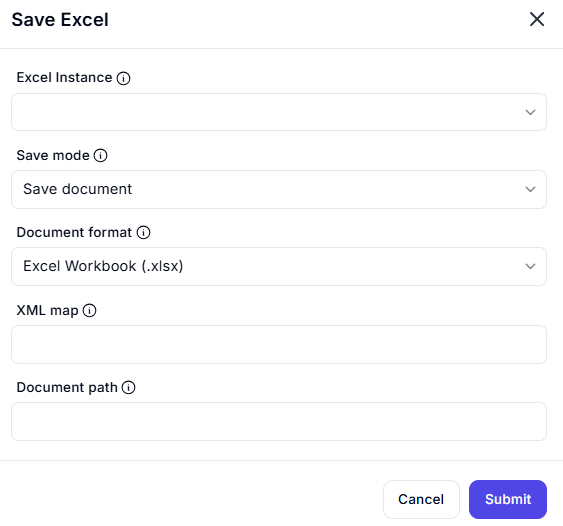 Save Excel
Excel Instance
Save mode
Save document
Document format
Excel Workbook (.xlsx)
XML map
Document path
Cancel Submit